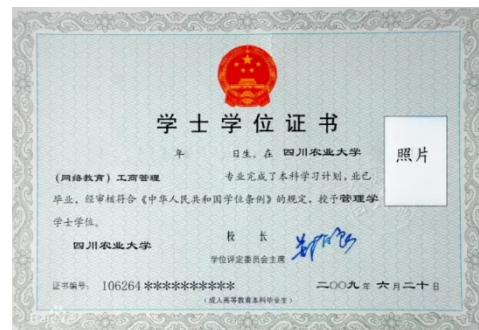 学士学位证书
照片
年 日生，在 四川农业大学
(网络教育) 工商管理 专业完成了本科学习计划，业已
毕业，经审核符合《中华人民共和国学位条例》的规定，授予管理学
学士学位。
四川农业大学 校 长
学位评定委员会主席
证书编号： 106264********** 二〇〇九年 六月二十日
(成人高等教育本科毕业生)